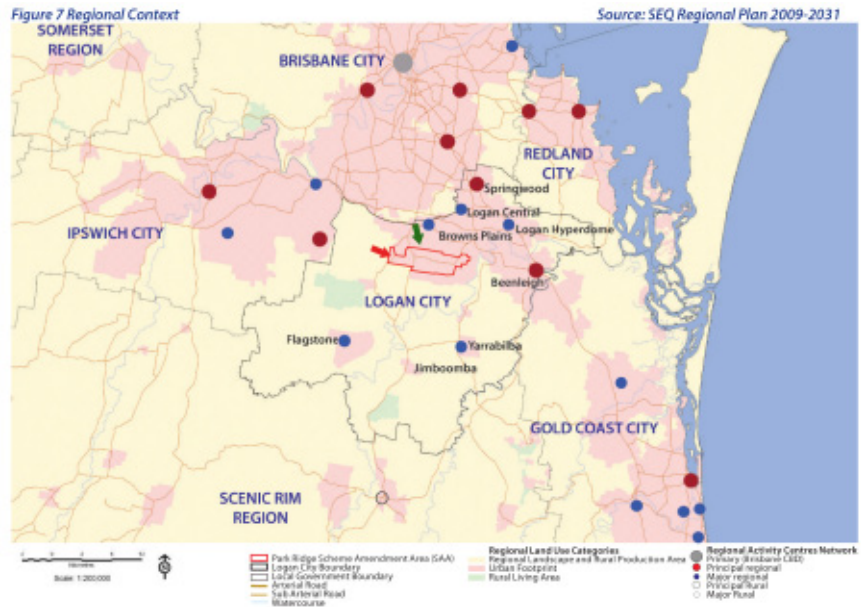 Figure 7 Regional Context
Source: SEQ Regional Plan 2009-2031
SOMERSET
REGION
BRISBANE CITY
REDLAND
CITY
Springwood
Logan Central
Logan Hyperdome
Browns Plains
IPSWICH CITY
Beenleigh
LOGAN CITY
Flagstone
Yarrabilba
Jimboomba
GOLD COAST CITY
SCENIC RIM
REGION
Scale: 1:200,000
Park Ridge Scheme Amendment Area (SAA)
Logan City Boundary
Local Government Boundary
Arterial Road
Sub Arterial Road
Watercourse
Regional Land Use Categories
Regional Landscape and Rural Production Area
Urban Footprint
Rural Living Area
Regional Activity Centres Network
Primary (Brisbane CBD)
Principal regional
Major regional
Principal Rural
Major Rural